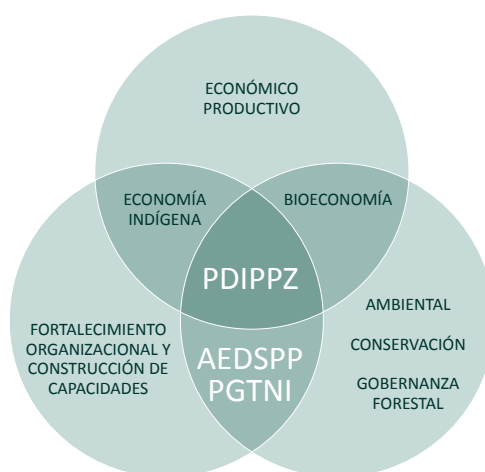 ECONÓMICO
PRODUCTIVO
ECONOMÍA
INDÍGENA
BIOECONOMÍA
PDIPPZ
FORTALECIMIENTO
ORGANIZACIONAL Y
CONSTRUCCIÓN DE
CAPACIDADES
AEDSPP
PGTNI
AMBIENTAL
CONSERVACIÓN
GOBERNANZA
FORESTAL